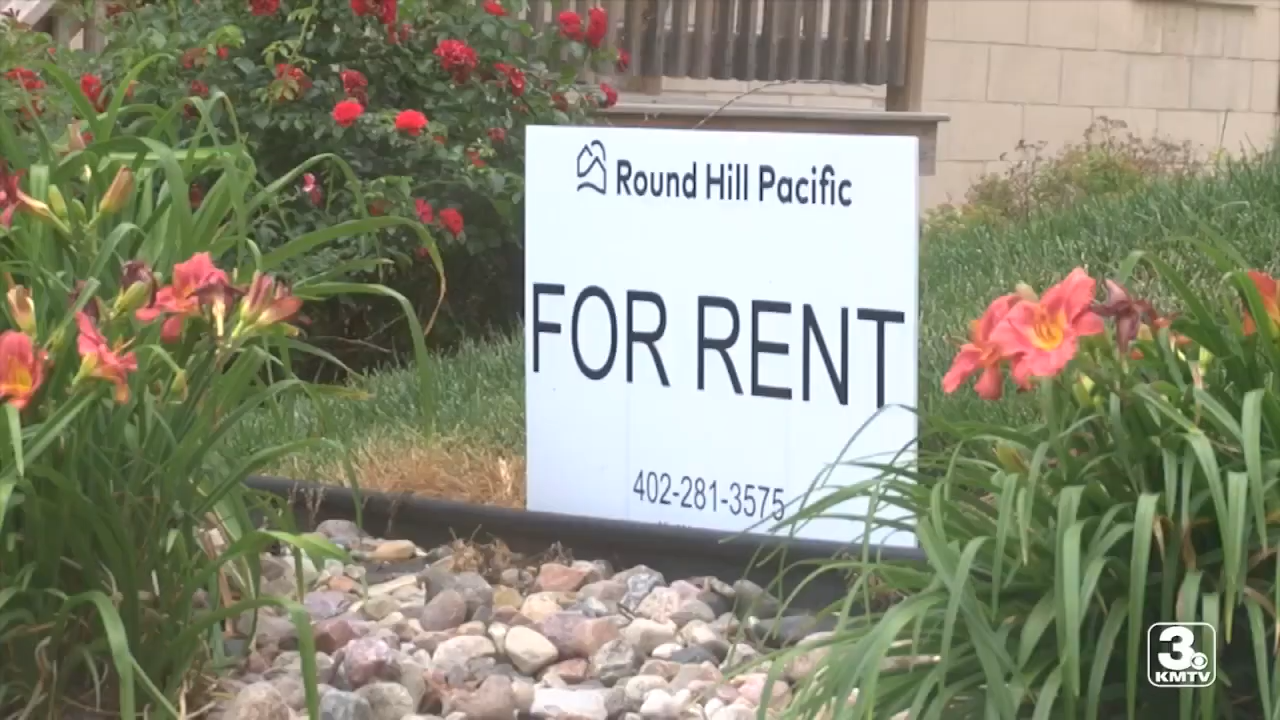 Round Hill Pacific
FOR RENT
402-281-3575
3
KMTV